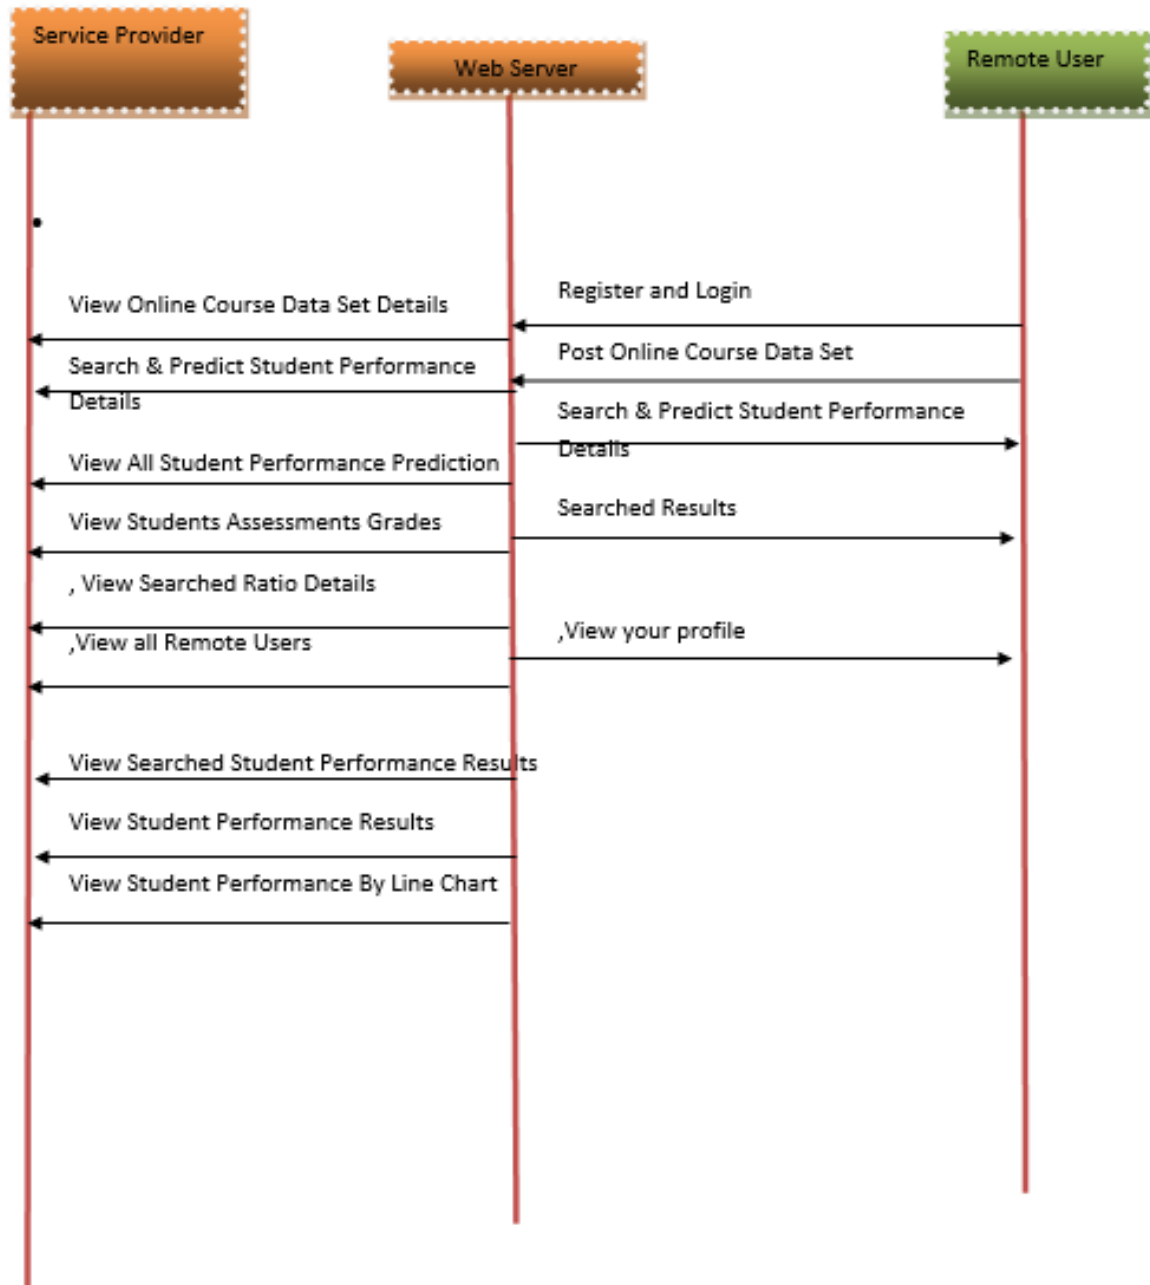 Service Provider
Web Server
Remote User
•
View Online Course Data Set Details
Register and Login
Search & Predict Student Performance
Details
Post Online Course Data Set
Search & Predict Student Performance
Details
View All Student Performance Prediction
View Students Assessments Grades
Searched Results
, View Searched Ratio Details
,View all Remote Users
,View your profile
View Searched Student Performance Results
View Student Performance Results
View Student Performance By Line Chart